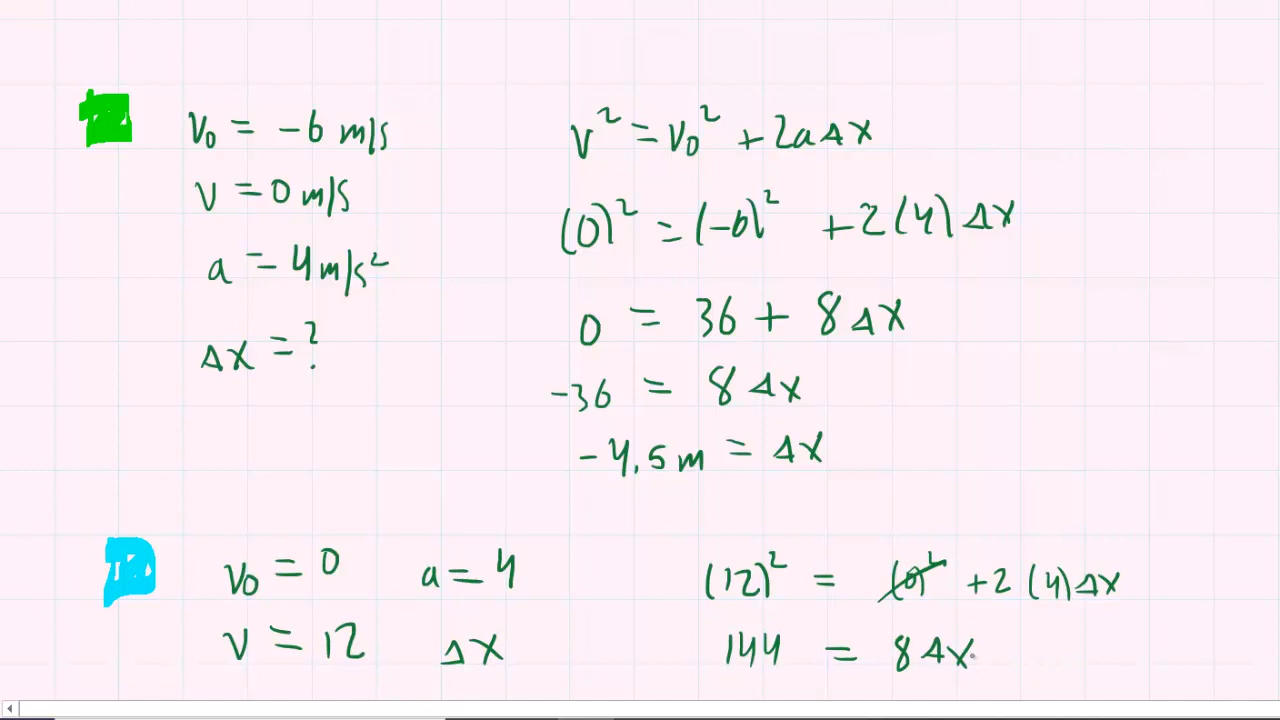 v₀ = -6 m/s
v = 0 m/s
a = 4 m/s²
Δx = ?
v² = v₀² + 2aΔx
(0)² = (-6)² + 2(4)Δx
0 = 36 + 8Δx
-36 = 8Δx
-4.5m = Δx
v₀ = 0 a = 4
v = 12 Δx
(12)² = (0)² + 2(4)Δx
144 = 8Δx